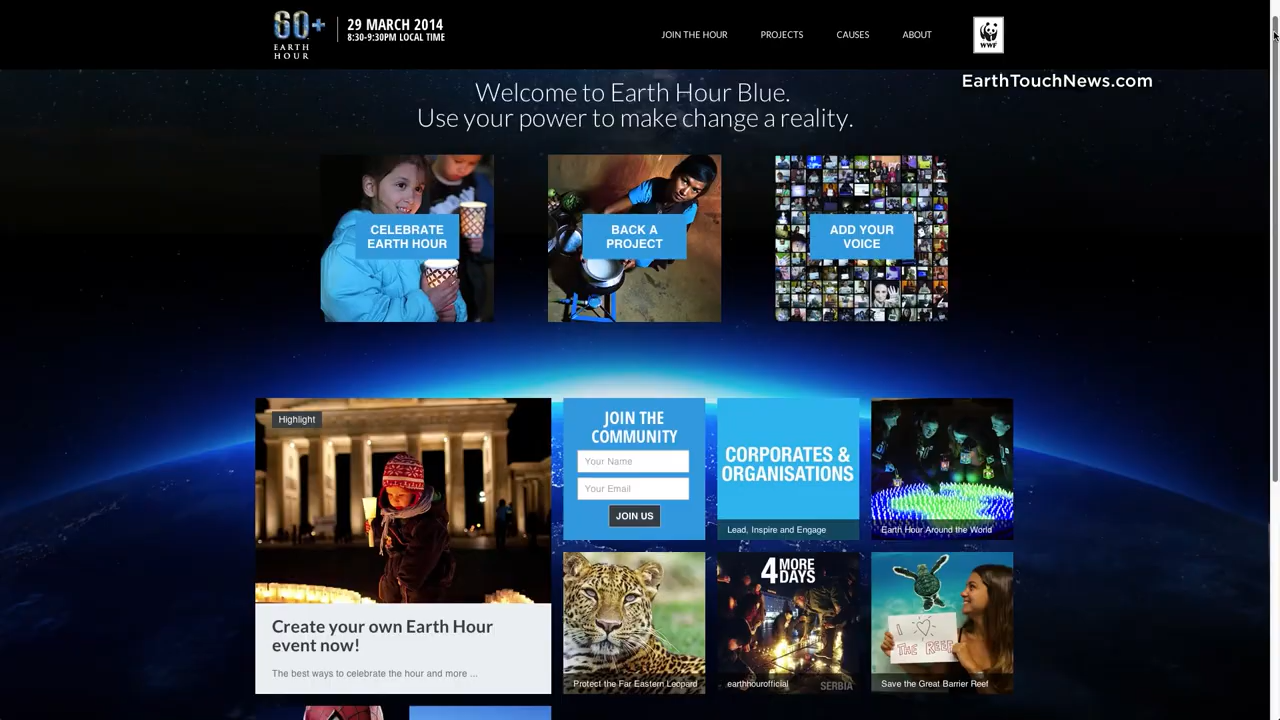 60+
EARTH
HOUR
29 MARCH 2014
8:30-9:30PM LOCAL TIME
JOIN THE HOUR
PROJECTS
CAUSES
ABOUT
WWF
EarthTouchNews.com
Welcome to Earth Hour Blue.
Use your power to make change a reality.
CELEBRATE
EARTH HOUR
BACK A
PROJECT
ADD YOUR
VOICE
Highlight
Create your own Earth Hour
event now!
The best ways to celebrate the hour and more ...
JOIN THE
COMMUNITY
Your Name
Your Email
JOIN US
CORPORATES &
ORGANISATIONS
Lead, Inspire and Engage
Earth Hour Around the World
Protect the Far Eastern Leopard
4 MORE
DAYS
earthhourofficial
SERBIA
I
THE REEF
Save the Great Barrier Reef